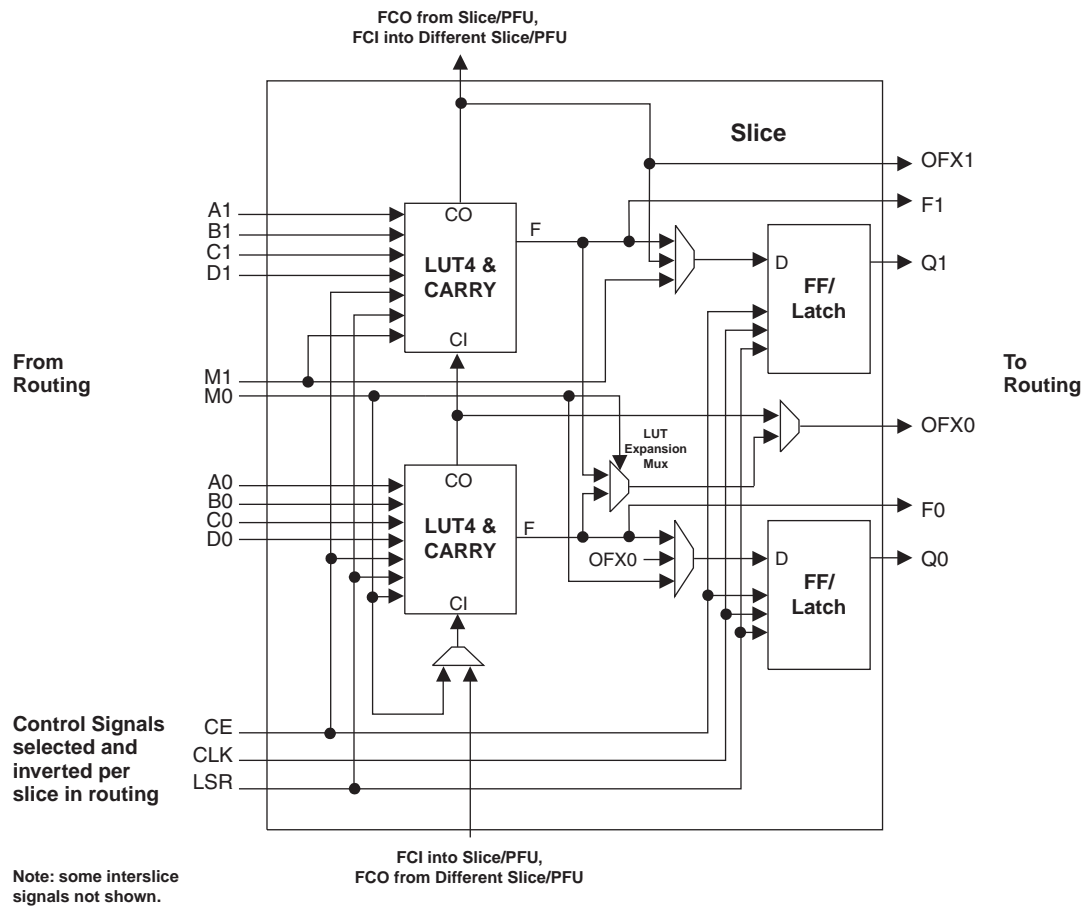 FCO from Slice/PFU,
FCI into Different Slice/PFU
Slice
OFX1
F1
A1
B1
C1
D1
CO
LUT4 &
CARRY
CI
F
D
FF/
Latch
Q1
From
Routing
To
Routing
M1
M0
LUT
Expansion
Mux
OFX0
A0
B0
C0
D0
CO
LUT4 &
CARRY
CI
F
OFX0
F0
D
FF/
Latch
Q0
Control Signals
selected and
inverted per
slice in routing
CE
CLK
LSR
FCI into Slice/PFU,
FCO from Different Slice/PFU
Note: some interslice
signals not shown.